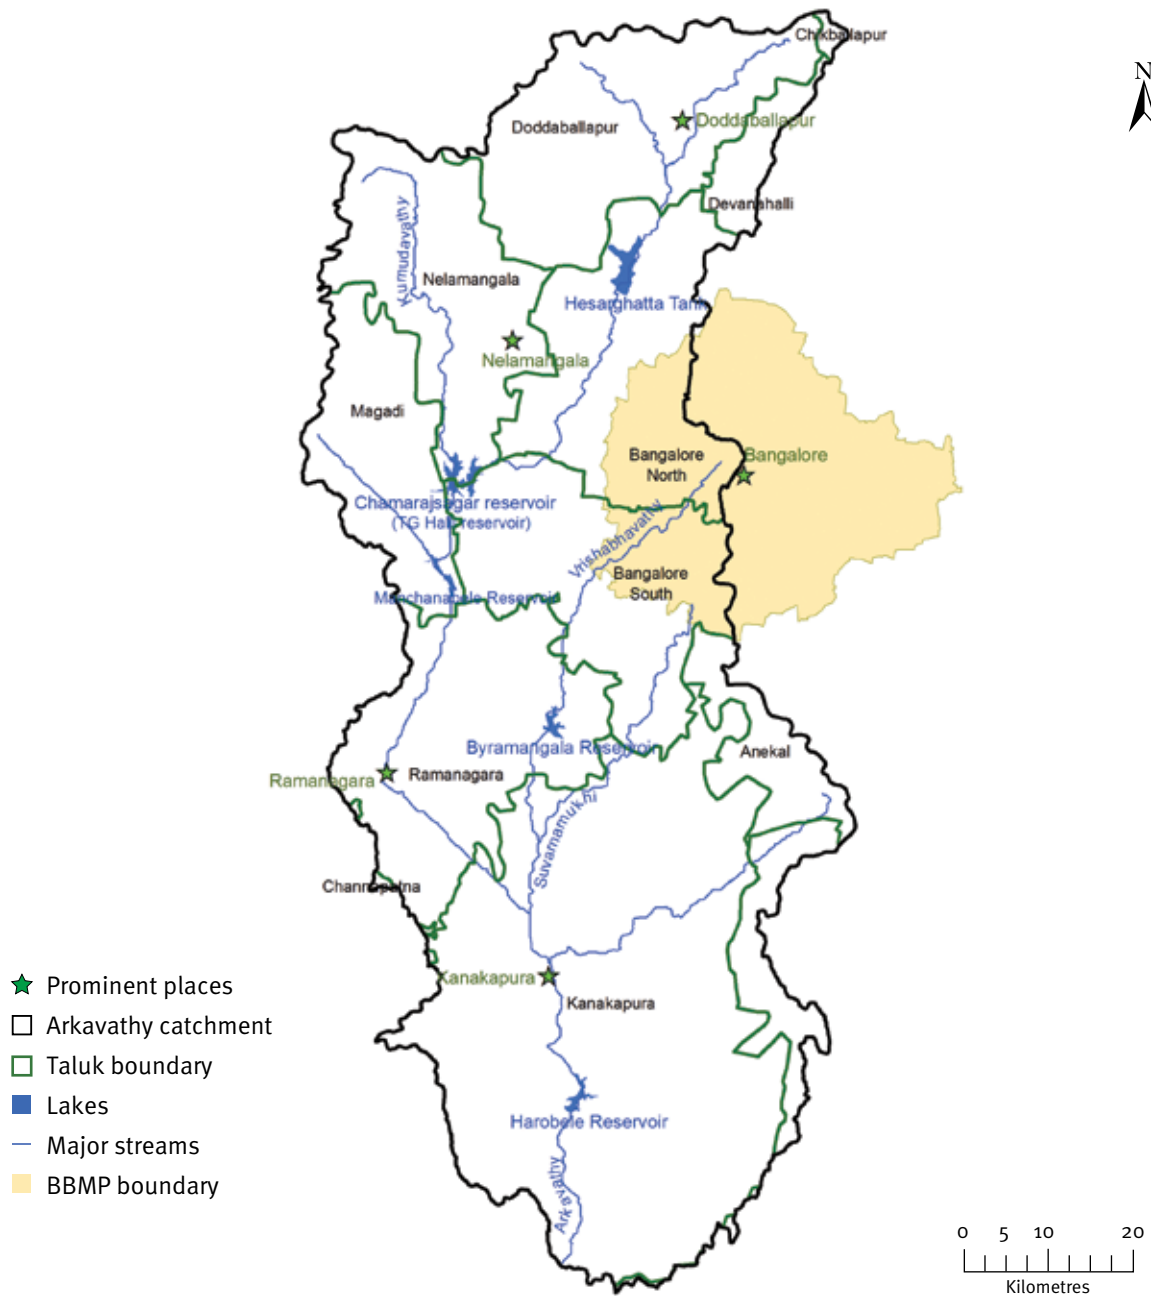 Chikballapur
N
Doddaballapur
Doddaballapur
Devanahalli
Kumudavathy
Nelamangala
Hesarghatta Tank
Nelamangala
Magadi
Bangalore
North
Bangalore
Chamarajsagar reservoir
(TG Halli reservoir)
Vrishabhavathy
Bangalore
South
Manchanabele Reservoir
Byramangala Reservoir
Anekal
Ramanagara
Ramanagara
Suvarnamukhi
Channapatna
Kanakapura
Kanakapura
Harobele Reservoir
Arkavathy
Prominent places
Arkavathy catchment
Taluk boundary
Lakes
Major streams
BBMP boundary
0 5 10 20
Kilometres